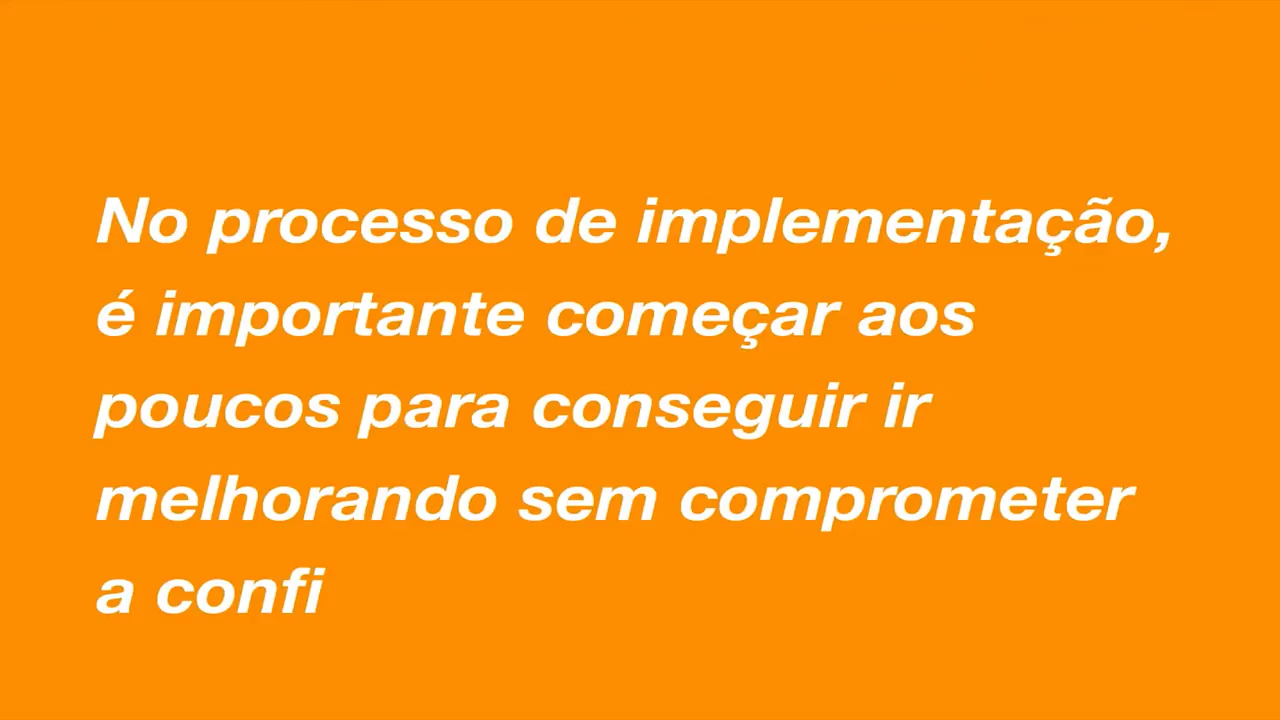 No processo de implementação,
é importante começar aos
poucos para conseguir ir
melhorando sem comprometer
a confi